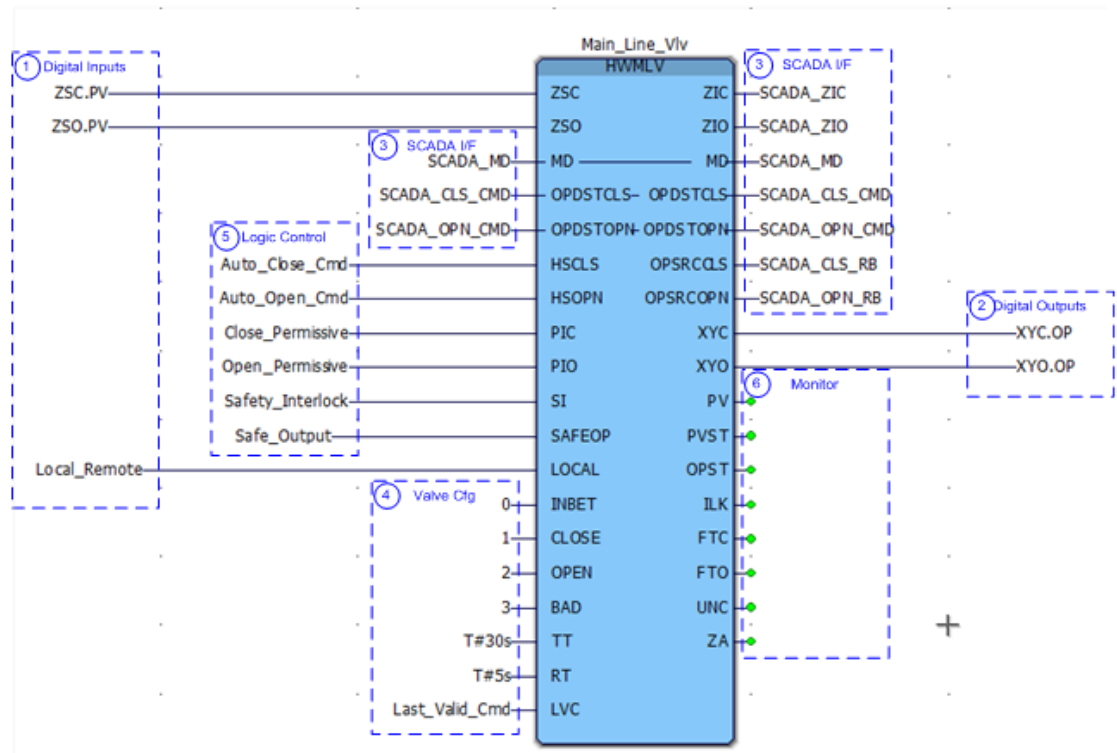 Main_Line_Vlv
HWMLV
1 Digital Inputs
3 SCADA I/F
ZSC.PV ZSC ZIC SCADA_ZIC
ZSO.PV ZSO ZIO SCADA_ZIO
3 SCADA I/F
SCADA_MD MD MD SCADA_MD
SCADA_CLS_CMD OPDSTCLS OPDSTCLS SCADA_CLS_CMD
SCADA_OPN_CMD OPDSTOPN OPDSTOPN SCADA_OPN_CMD
5 Logic Control
Auto_Close_Cmd HSCLS OPSRCCLS SCADA_CLS_RB
Auto_Open_Cmd HSOPN OPSRCOPN SCADA_OPN_RB
2 Digital Outputs
Close_Permissive PIC XYC XYC.OP
Open_Permissive PIO XYO XYO.OP
6 Monitor
Safety_Interlock SI PV
Safe_Output SAFEOP PVST
Local_Remote LOCAL OPST
4 Valve Cfg
0 INBET ILK
1 CLOSE FTC
2 OPEN FTO
3 BAD UNC
T#30s TT ZA
T#5s RT
Last_Valid_Cmd LVC